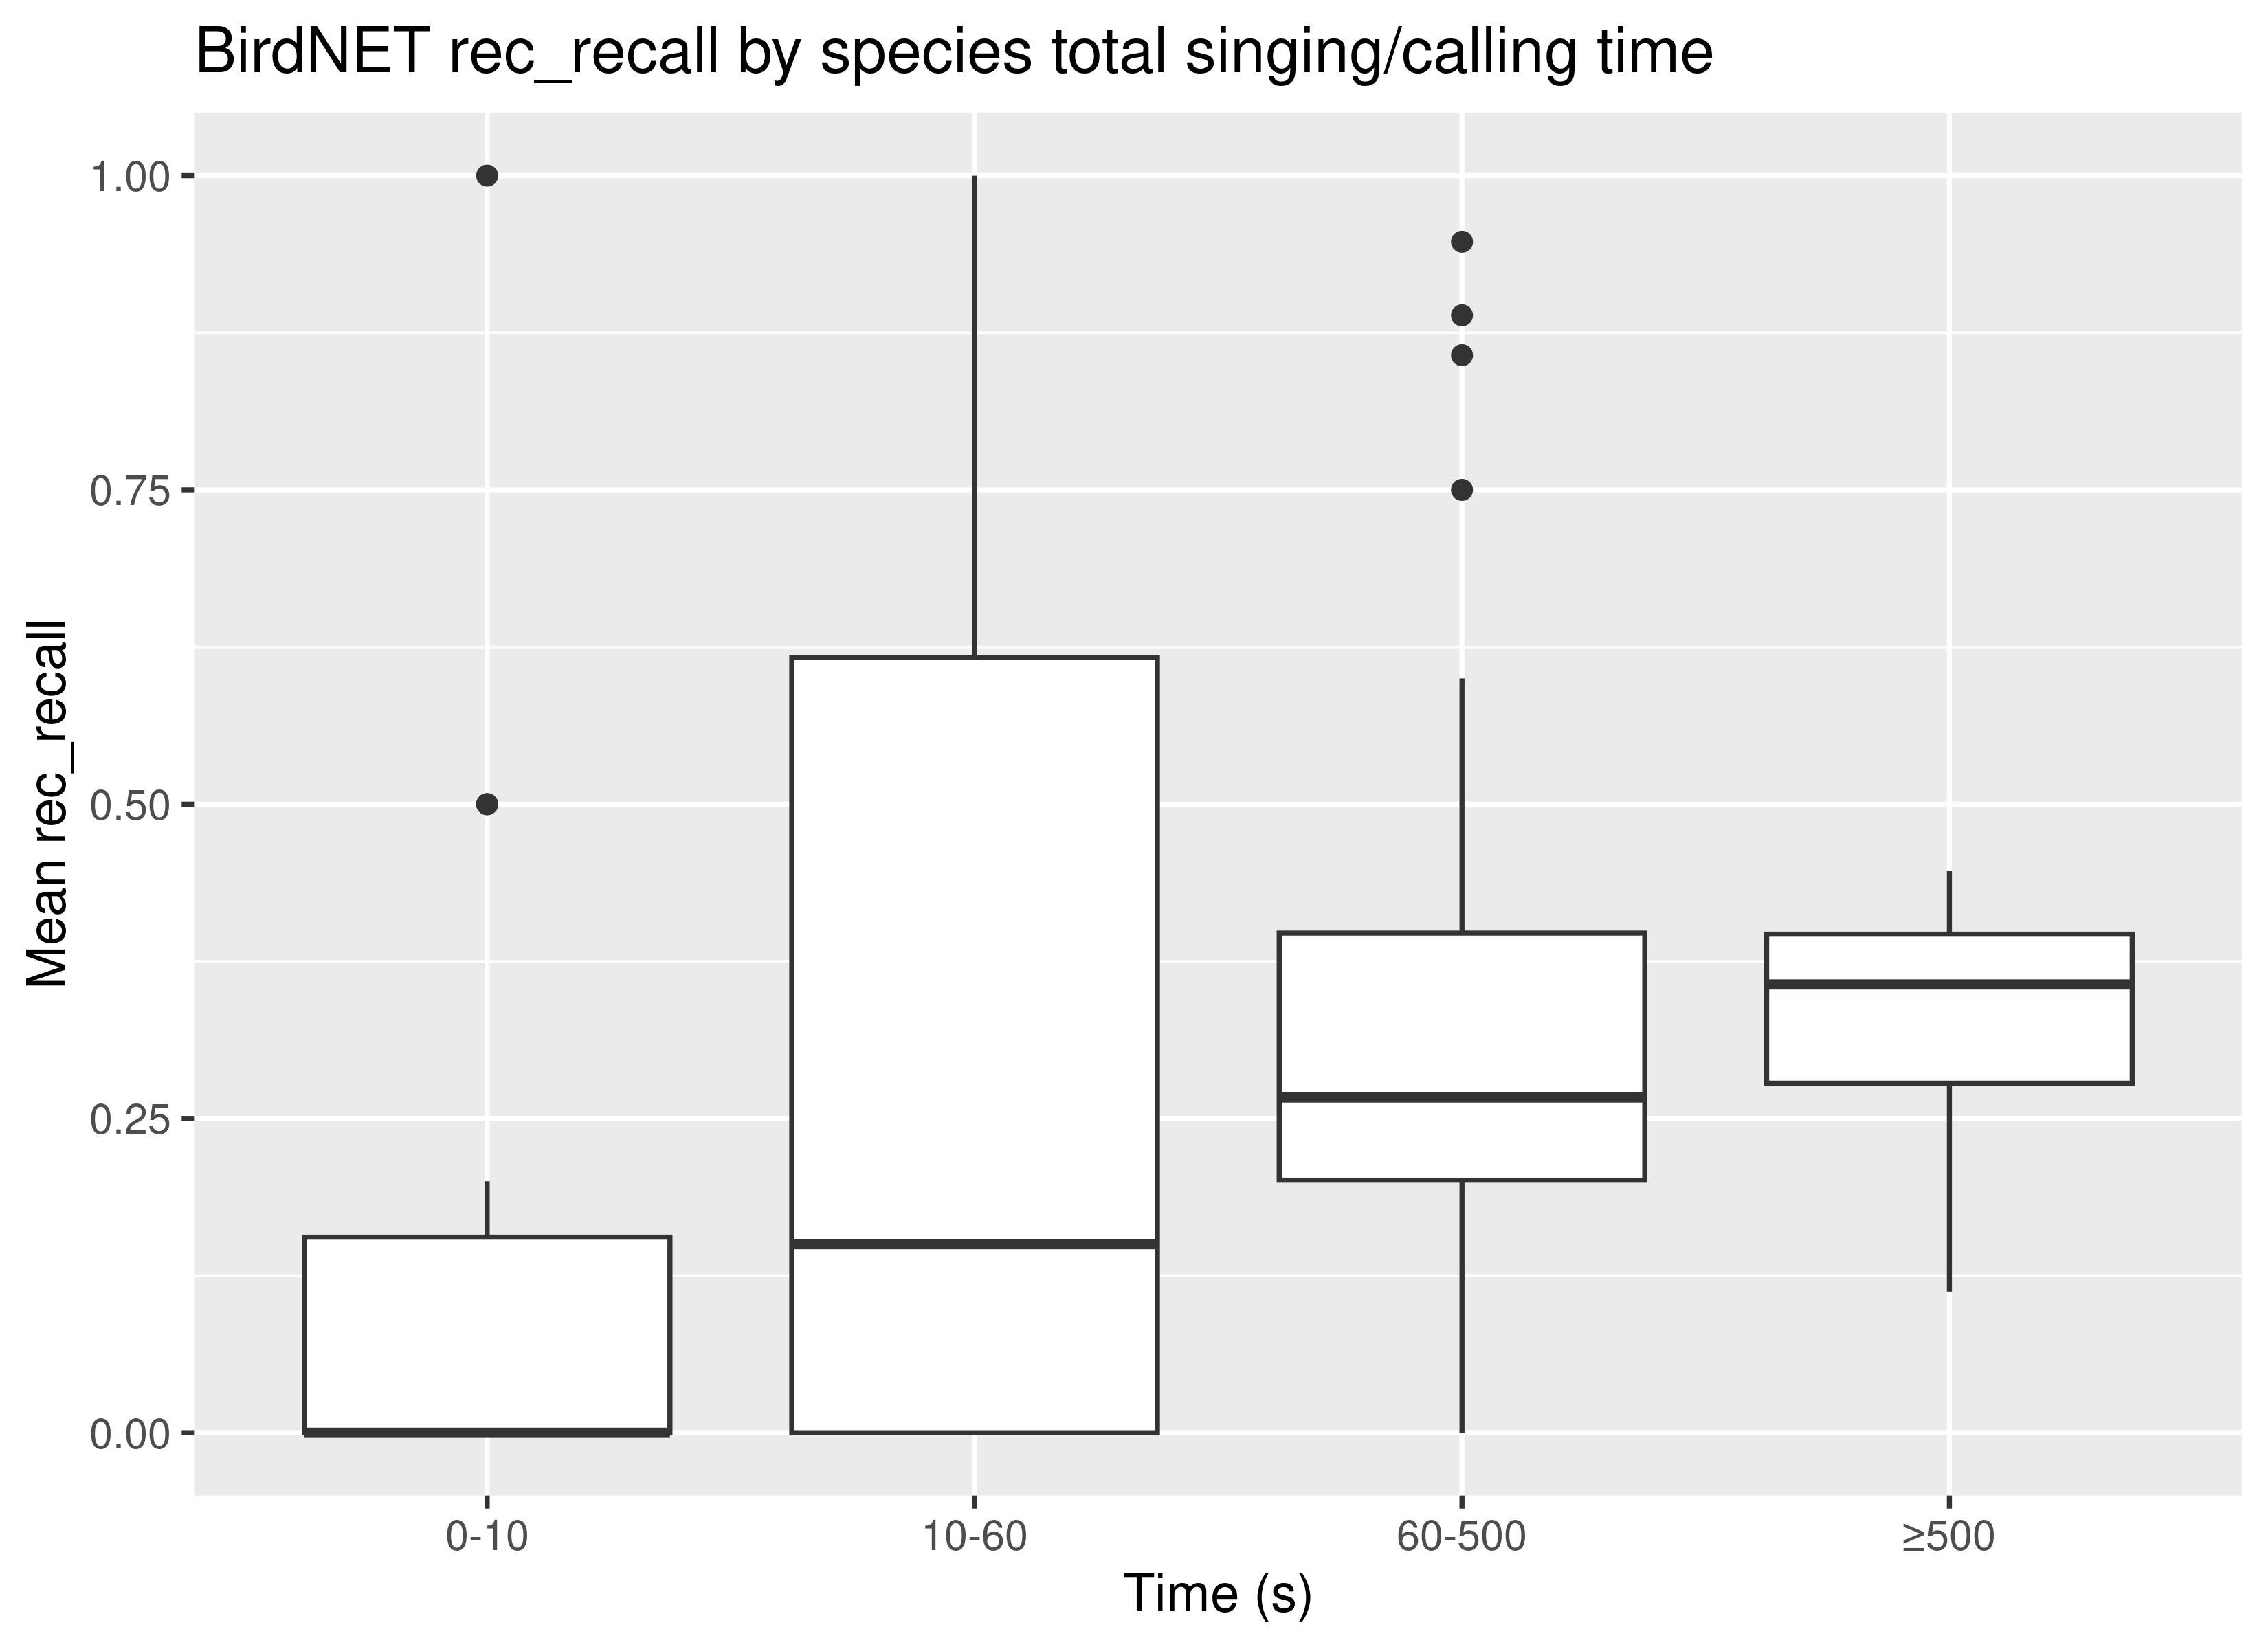 BirdNET rec_recall by species total singing/calling time
1.00
0.75
0.50
0.25
0.00
Mean rec_recall
0-10 10-60 60-500 ≥500
Time (s)